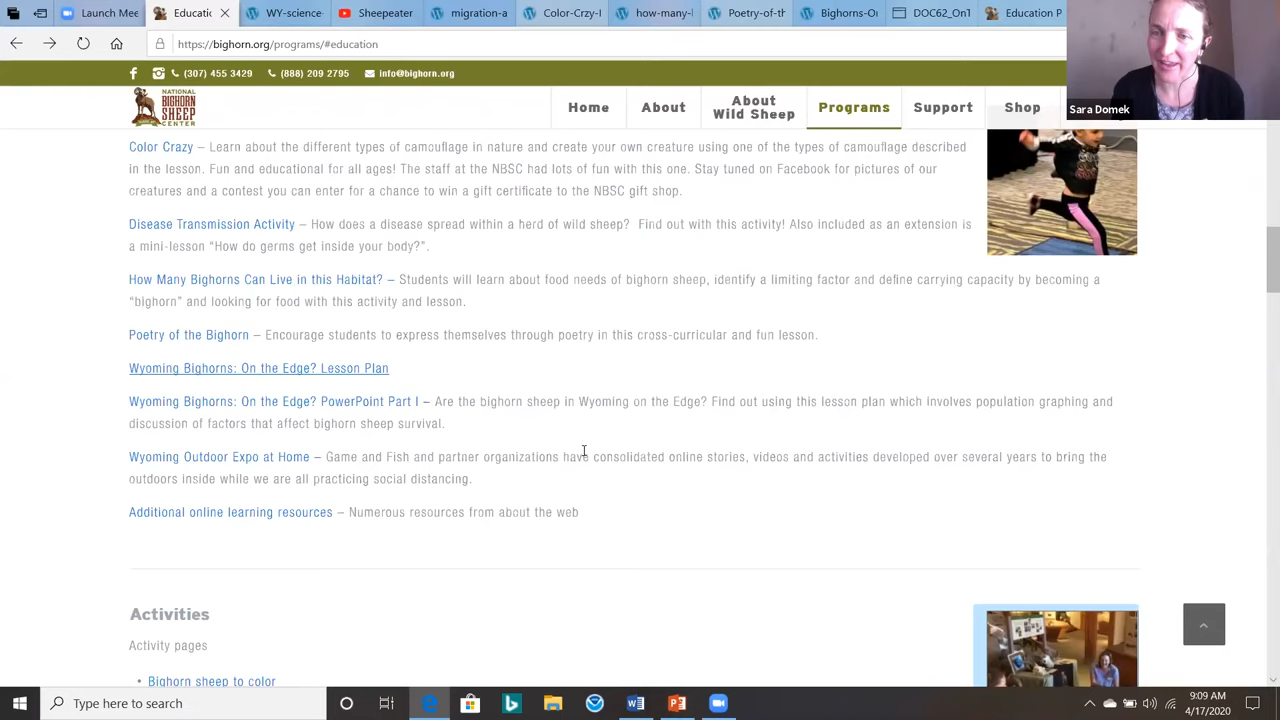 Launch Mee
Educatio
WY-science
Sheepeater
migration-a
Color-Crzy-l
how-many-l
Poetry-of-th
Bighorns-Or
DOC62_On1
Education P
https://bighorn.org/programs/#education
(307) 455 3429 (888) 209 2795 info@bighorn.org
Sara Domek
NATIONAL
BIGHORN
SHEEP
CENTER
Home
About
About
Wild Sheep
Programs
Support
Shop
Color Crazy – Learn about the different types of camouflage in nature and create your own creature using one of the types of camouflage described
in the lesson. Fun and educational for all ages! The staff at the NBSC had lots of fun with this one. Stay tuned on Facebook for pictures of our
creatures and a contest you can enter for a chance to win a gift certificate to the NBSC gift shop.
Disease Transmission Activity – How does a disease spread within a herd of wild sheep? Find out with this activity! Also included as an extension is
a mini-lesson “How do germs get inside your body?”.
How Many Bighorns Can Live in this Habitat? – Students will learn about food needs of bighorn sheep, identify a limiting factor and define carrying capacity by becoming a
“bighorn” and looking for food with this activity and lesson.
Poetry of the Bighorn – Encourage students to express themselves through poetry in this cross-curricular and fun lesson.
Wyoming Bighorns: On the Edge? Lesson Plan
Wyoming Bighorns: On the Edge? PowerPoint Part I – Are the bighorn sheep in Wyoming on the Edge? Find out using this lesson plan which involves population graphing and
discussion of factors that affect bighorn sheep survival.
Wyoming Outdoor Expo at Home – Game and Fish and partner organizations have consolidated online stories, videos and activities developed over several years to bring the
outdoors inside while we are all practicing social distancing.
Additional online learning resources – Numerous resources from about the web
Activities
Activity pages
• Bighorn sheep to color
Type here to search
9:09 AM
4/17/2020